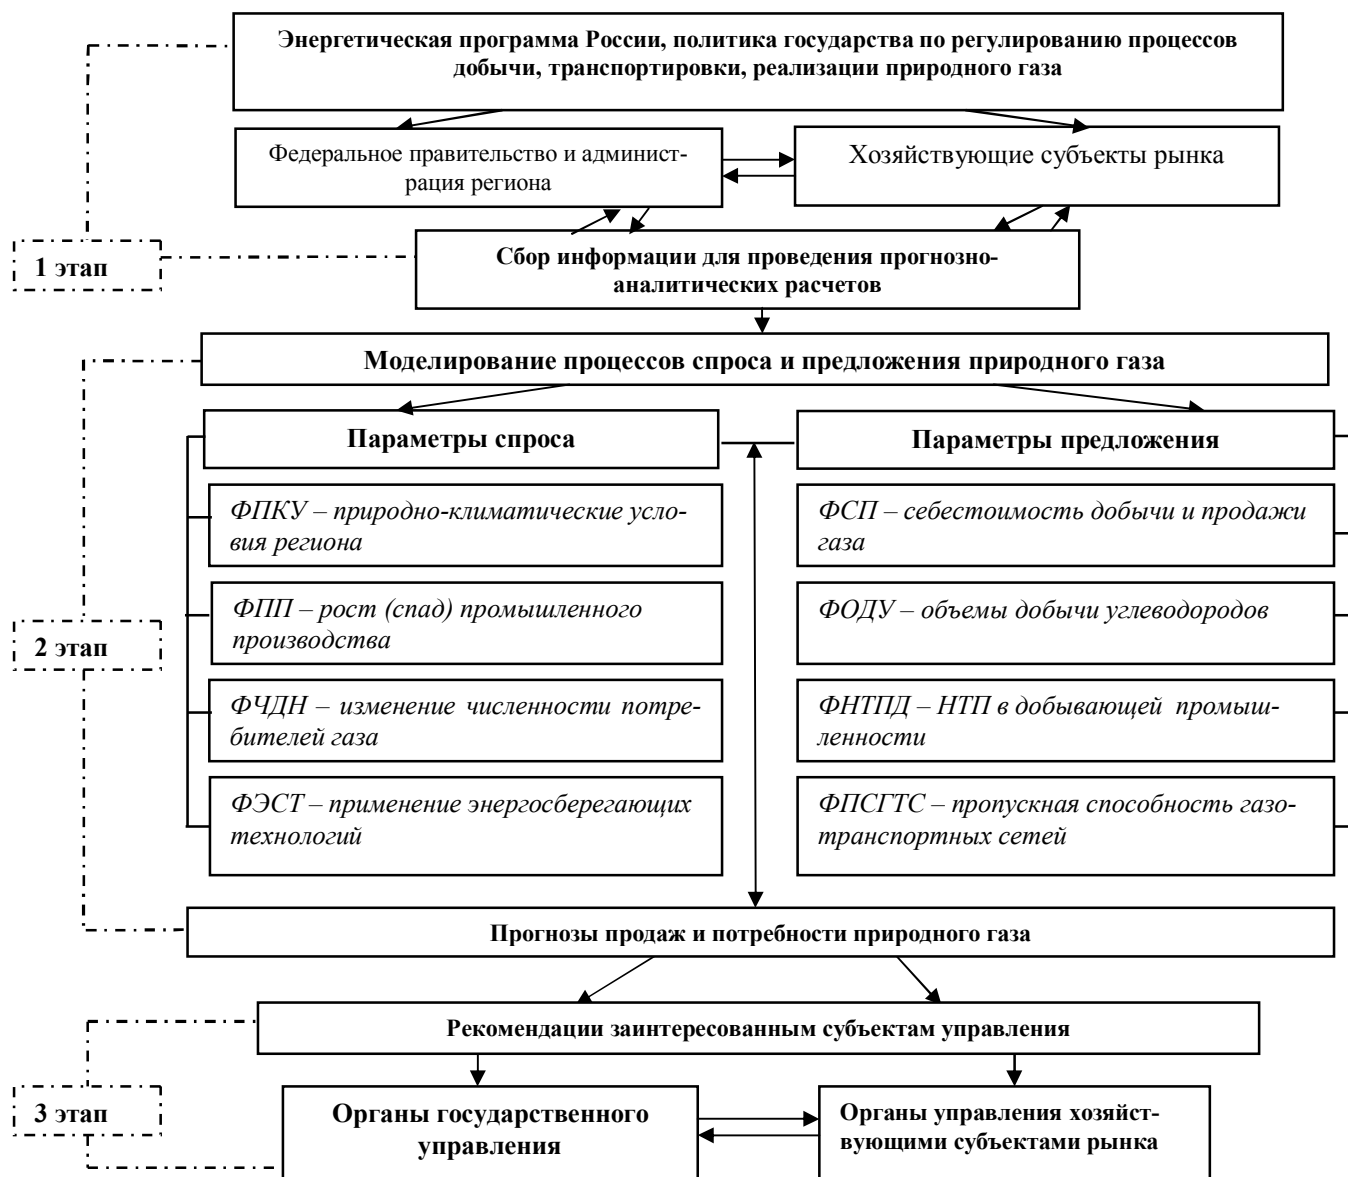 Энергетическая программа России, политика государства по регулированию процессов
добычи, транспортировки, реализации природного газа
Федеральное правительство и админист-
рация региона
Хозяйствующие субъекты рынка
1 этап
Сбор информации для проведения прогнозно-
аналитических расчетов
Моделирование процессов спроса и предложения природного газа
Параметры спроса
Параметры предложения
ФПКУ – природно-климатические усло-
вия региона
ФСП – себестоимость добычи и продажи
газа
ФПП – рост (спад) промышленного
производства
ФОДУ – объемы добычи углеводородов
2 этап
ФЧДН – изменение численности потре-
бителей газа
ФНТПД – НТП в добывающей промыш-
ленности
ФЭСТ – применение энергосберегающих
технологий
ФПСГТС – пропускная способность газо-
транспортных сетей
Прогнозы продаж и потребности природного газа
Рекомендации заинтересованным субъектам управления
3 этап
Органы государственного
управления
Органы управления хозяйст-
вующими субъектами рынка